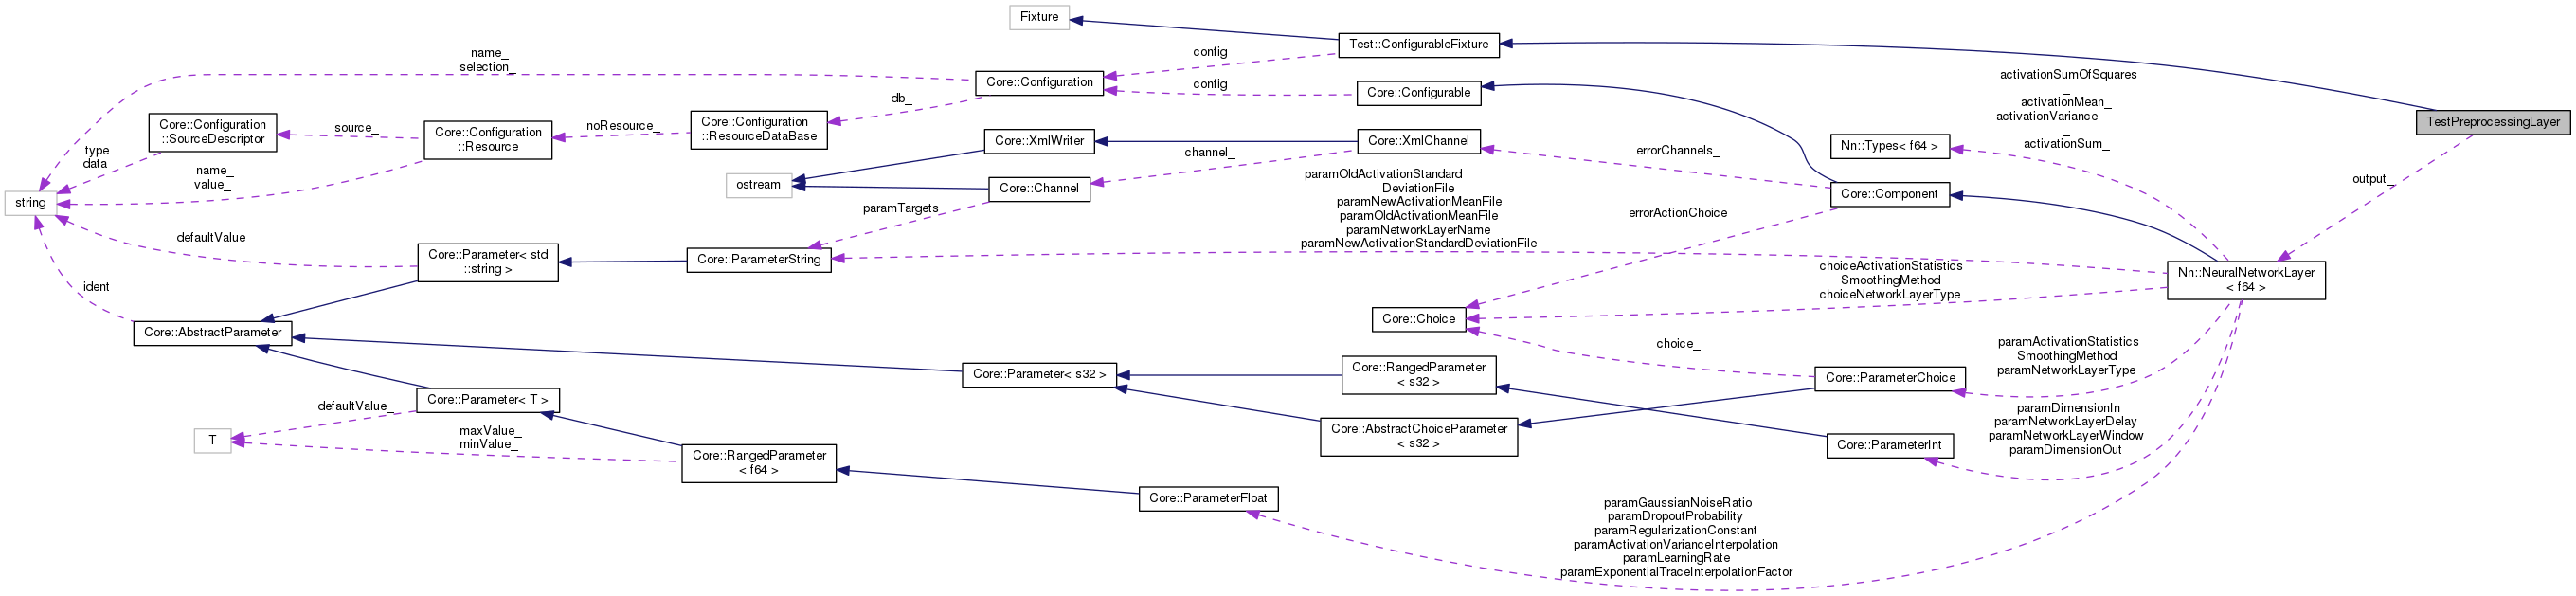 Fixture
Test::ConfigurableFixture
config
name_
selection_
Core::Configuration
config
Core::Configurable
db_
activationSumOfSquares
_
activationMean_
activationVariance
_
activationSum_
TestPreprocessingLayer
Core::Configuration
::SourceDescriptor
source_
Core::Configuration
::Resource
noResource_
Core::Configuration
::ResourceDataBase
Core::XmlWriter
Core::XmlChannel
channel_
errorChannels_
Nn::Types< f64 >
type
data
name_
value_
ostream
Core::Channel
paramOldActivationStandard
DeviationFile
paramNewActivationMeanFile
paramOldActivationMeanFile
paramNetworkLayerName
paramNewActivationStandardDeviationFile
Core::Component
output_
string
paramTargets
errorActionChoice
defaultValue_
Core::Parameter< std
::string >
Core::ParameterString
Nn::NeuralNetworkLayer
< f64 >
ident
choiceActivationStatistics
SmoothingMethod
choiceNetworkLayerType
Core::AbstractParameter
Core::Choice
choice_
paramActivationStatistics
SmoothingMethod
paramNetworkLayerType
Core::Parameter< s32 >
Core::RangedParameter
< s32 >
Core::ParameterChoice
Core::Parameter< T >
defaultValue_
T
maxValue_
minValue_
Core::AbstractChoiceParameter
< s32 >
paramDimensionIn
paramNetworkLayerDelay
paramNetworkLayerWindow
paramDimensionOut
Core::ParameterInt
Core::RangedParameter
< f64 >
Core::ParameterFloat
paramGaussianNoiseRatio
paramDropoutProbability
paramRegularizationConstant
paramActivationVarianceInterpolation
paramLearningRate
paramExponentialTraceInterpolationFactor